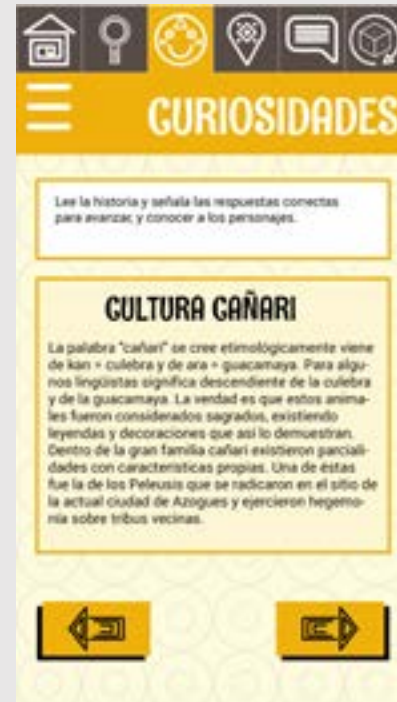 CURIOSIDADES
Lee la historia y señala las respuestas correctas
para avanzar, y conocer a los personajes.
CULTURA CAÑARI
La palabra "cañari" se cree etimológicamente viene
de kan = culebra y de ara = guacamaya. Para algu-
nos lingüistas significa descendiente de la culebra
y de la guacamaya. La verdad es que estos anima-
les fueron considerados sagrados, existiendo
leyendas y decoraciones que así lo demuestran.
Dentro de la gran familia cañari existieron parciali-
dades con características propias. Una de éstas
fue la de los Peleusis que se radicaron en el sitio de
la actual ciudad de Azogues y ejercieron hegemo-
nía sobre tribus vecinas.